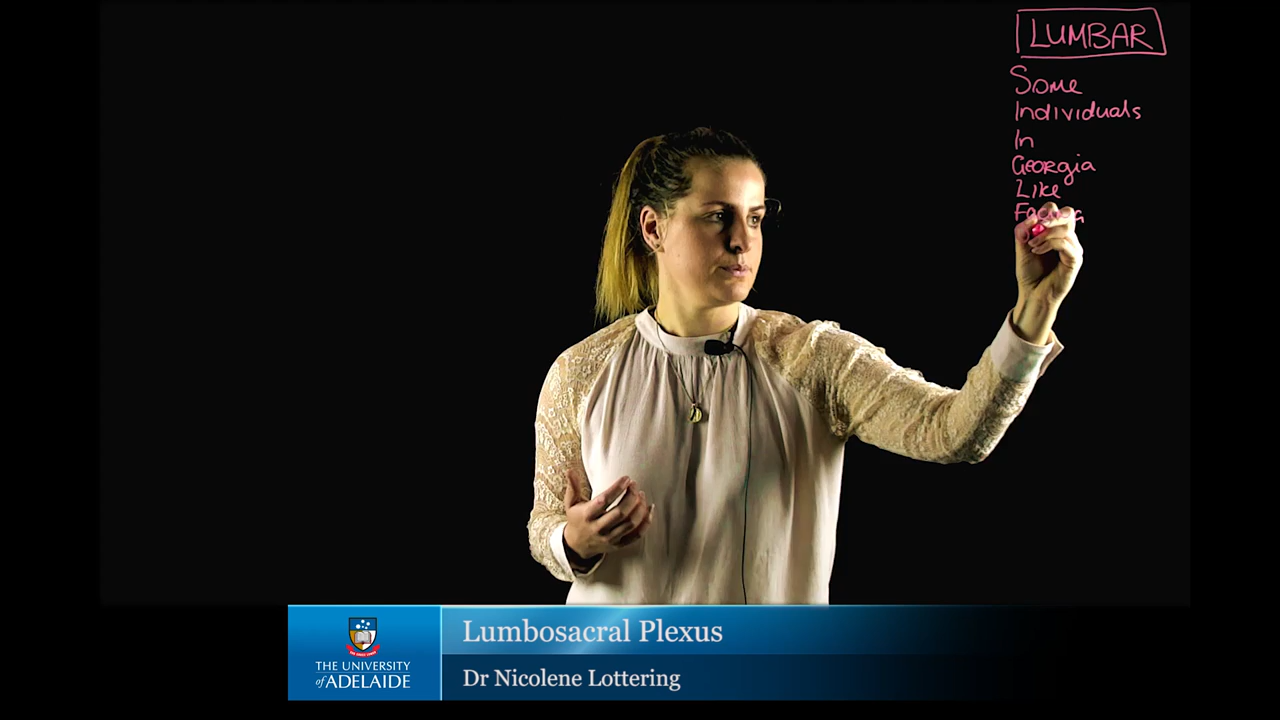 LUMBAR
Some
Individuals
In
Georgia
Like
Lumbosacral Plexus
THE UNIVERSITY
of ADELAIDE
Dr Nicolene Lottering